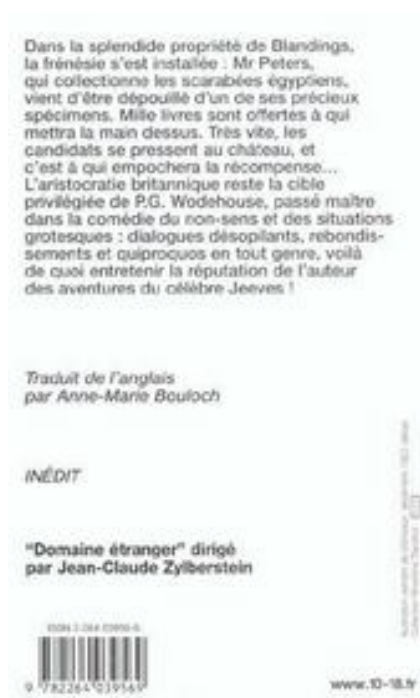 Dans la splendide propriété de Blandings,
la frénésie s'est installée : Mr Peters,
qui collectionne les scarabées égyptiens,
vient d'être dépouillé d'un de ses précieux
spécimens. Mille livres sont offertes à qui
mettra la main dessus. Très vite, les
candidats se pressent au château, et
c'est à qui empochera la récompense...
L'aristocratie britannique reste la cible
privilégiée de P.G. Wodehouse, passé maître
dans la comédie du non-sens et des situations
grotesques : dialogues désopilants, rebondis-
sements et quiproquos en tout genre, voilà
de quoi entretenir la réputation de l'auteur
des aventures du célèbre Jeeves !
Traduit de l'anglais
par Anne-Marie Bouloch
INÉDIT
"Domaine étranger" dirigé
par Jean-Claude Zylberstein
9 782264 039569
www.10-18.fr